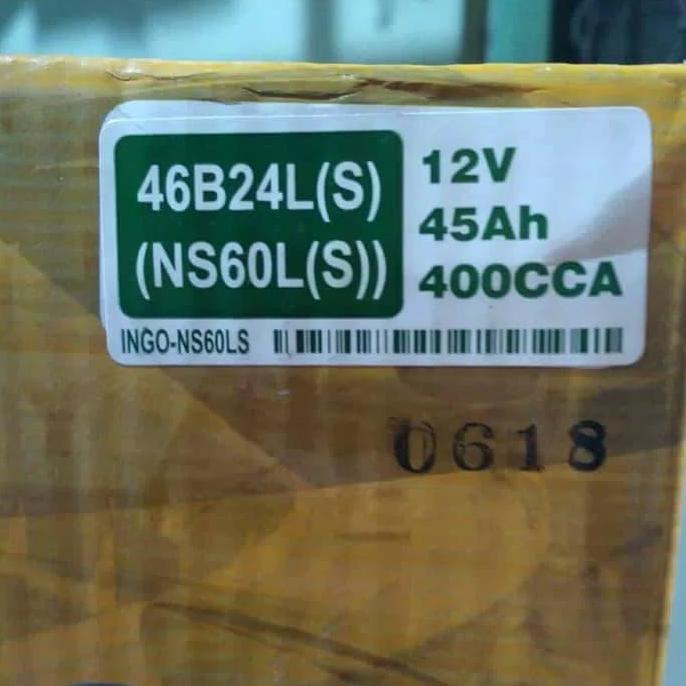 46B24L(S)
(NS60L(S))
12V
45Ah
400CCA
INGO-NS60LS
0618